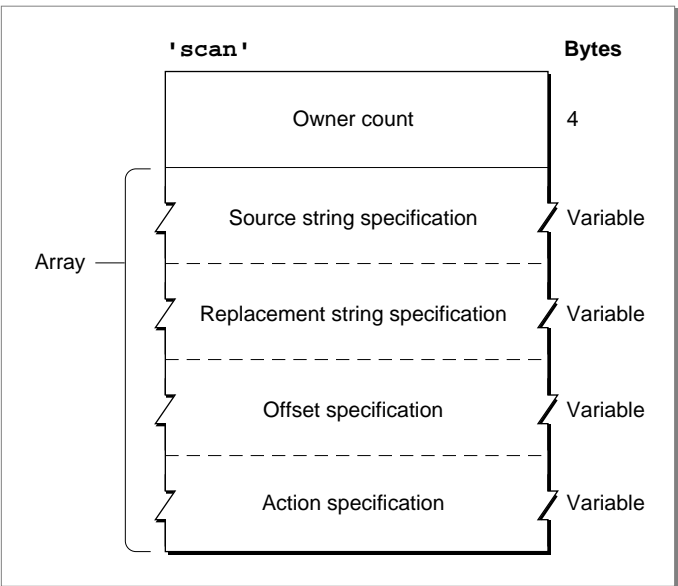 'scan' Bytes
Owner count 4
Source string specification Variable
Array
Replacement string specification Variable
Offset specification Variable
Action specification Variable